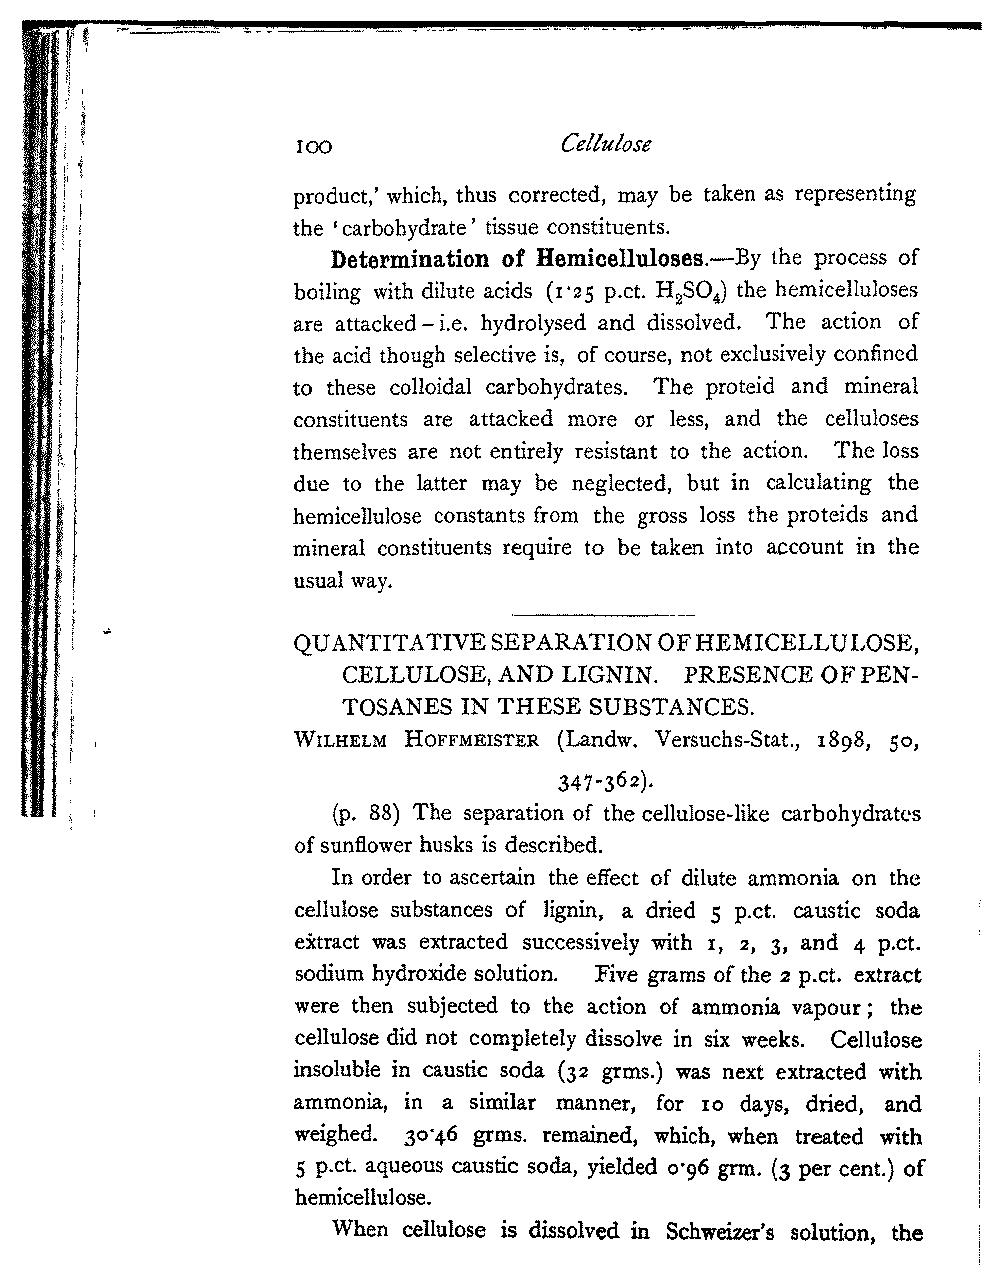 100 Cellulose
product,' which, thus corrected, may be taken as representing
the 'carbohydrate' tissue constituents.
Determination of Hemicelluloses.—By the process of
boiling with dilute acids (1·25 p.ct. H₂SO₄) the hemicelluloses
are attacked – i.e. hydrolysed and dissolved. The action of
the acid though selective is, of course, not exclusively confined
to these colloidal carbohydrates. The proteid and mineral
constituents are attacked more or less, and the celluloses
themselves are not entirely resistant to the action. The loss
due to the latter may be neglected, but in calculating the
hemicellulose constants from the gross loss the proteids and
mineral constituents require to be taken into account in the
usual way.
QUANTITATIVE SEPARATION OF HEMICELLULOSE,
CELLULOSE, AND LIGNIN. PRESENCE OF PEN-
TOSANES IN THESE SUBSTANCES.
WILHELM HOFFMEISTER (Landw. Versuchs-Stat., 1898, 50,
347-362).
(p. 88) The separation of the cellulose-like carbohydrates
of sunflower husks is described.
In order to ascertain the effect of dilute ammonia on the
cellulose substances of lignin, a dried 5 p.ct. caustic soda
extract was extracted successively with 1, 2, 3, and 4 p.ct.
sodium hydroxide solution. Five grams of the 2 p.ct. extract
were then subjected to the action of ammonia vapour; the
cellulose did not completely dissolve in six weeks. Cellulose
insoluble in caustic soda (32 grms.) was next extracted with
ammonia, in a similar manner, for 10 days, dried, and
weighed. 30·46 grms. remained, which, when treated with
5 p.ct. aqueous caustic soda, yielded 0·96 grm. (3 per cent.) of
hemicellulose.
When cellulose is dissolved in Schweizer's solution, the